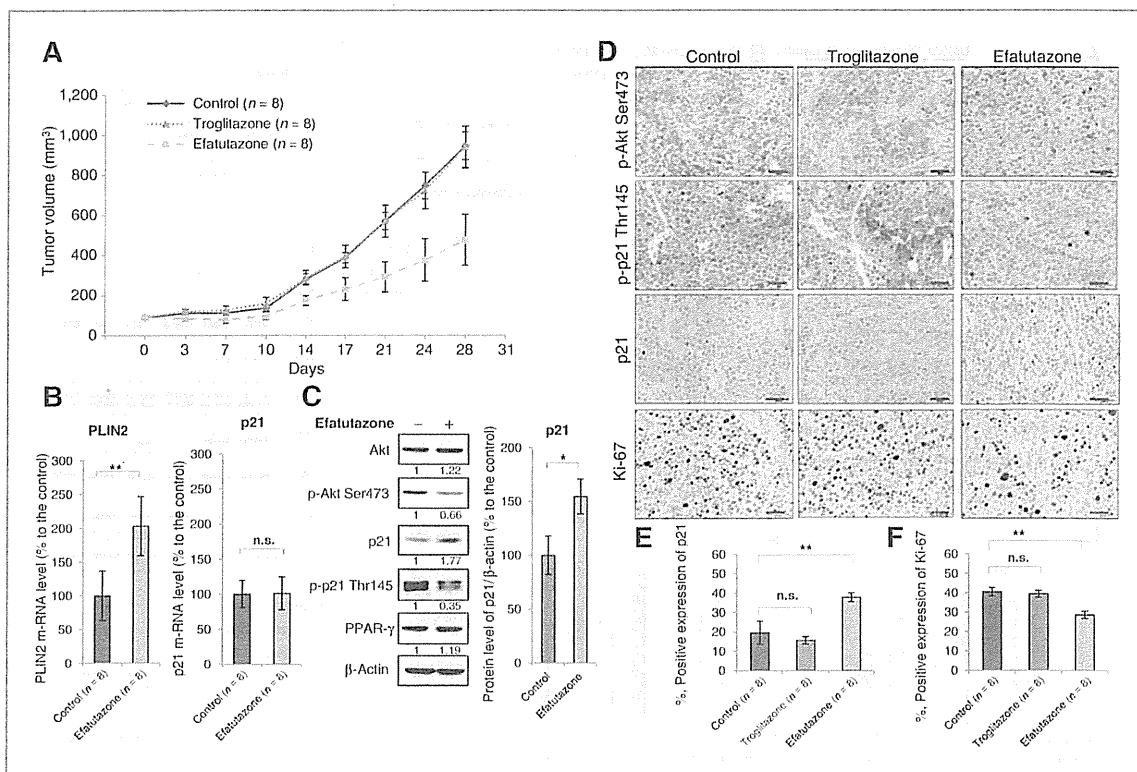 A
Tumor volume (mm³)
1,200
1,000
800
600
400
200
0
0 3 7 10 14 17 21 24 28 31
Days
Control (n = 8)
Troglitazone (n = 8)
Efatutazone (n = 8)
B
PLIN2
PLIN2 m-RNA level (% to the control)
300
250
200
150
100
50
0
**
Control (n = 8)
Efatutazone (n = 8)
p21
p21 m-RNA level (% to the control)
300
250
200
150
100
50
0
n.s.
Control (n = 8)
Efatutazone (n = 8)
C
Efatutazone – +
Akt
1 1.22
p-Akt Ser473
1 0.66
p21
1 1.77
p-p21 Thr145
1 0.35
PPAR-γ
1 1.19
β-Actin
p21
Protein level of p21/β-actin (% to the control)
200
150
100
50
0
*
Control
Efatutazone
D
Control Troglitazone Efatutazone
p-Akt Ser473
p-p21 Thr145
p21
Ki-67
E
%, Positive expression of p21
60
50
40
30
20
10
0
**
n.s.
Control (n = 8)
Troglitazone (n = 8)
Efatutazone (n = 8)
F
%, Positive expression of Ki-67
60
50
40
30
20
10
0
**
n.s.
Control (n = 8)
Troglitazone (n = 8)
Efatutazone (n = 8)